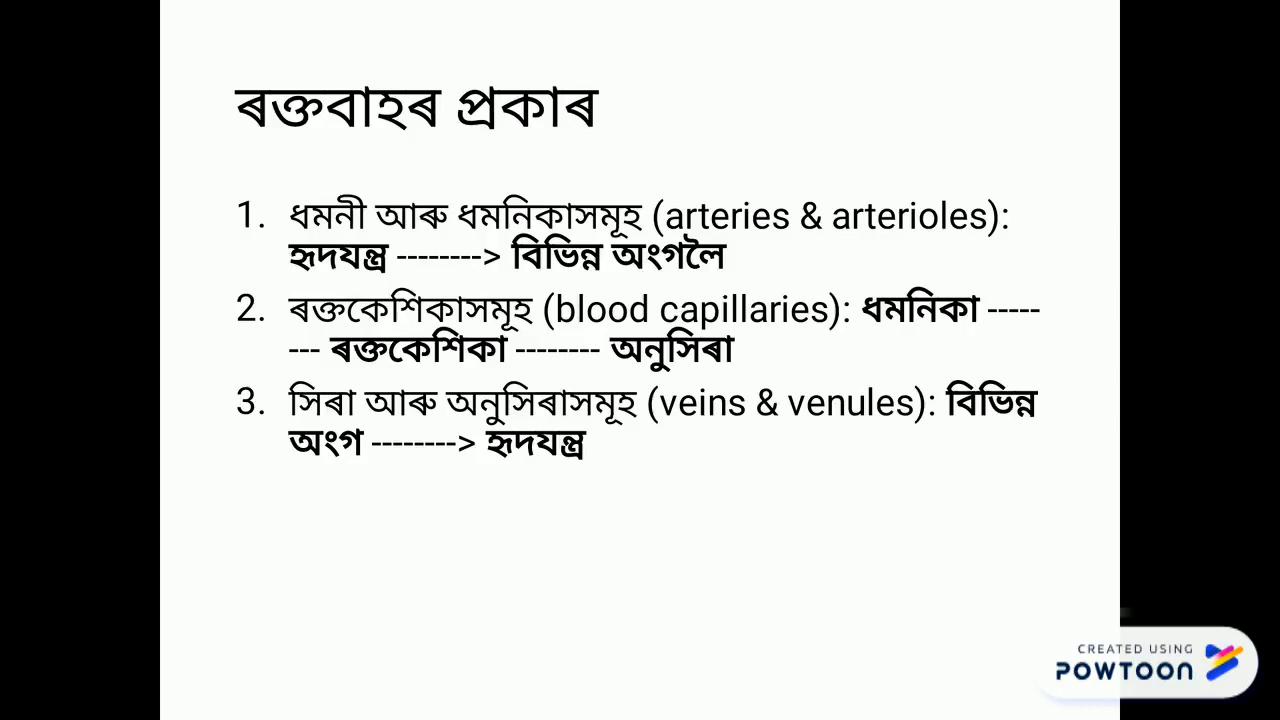 ৰক্তবাহৰ প্ৰকাৰ
1. ধমনী আৰু ধমনিকাসমূহ (arteries & arterioles):
হৃদযন্ত্ৰ --------> বিভিন্ন অংগলৈ
2. ৰক্তকেশিকাসমূহ (blood capillaries): ধমনিকা -----
--- ৰক্তকেশিকা -------- অনুসিৰা
3. সিৰা আৰু অনুসিৰাসমূহ (veins & venules): বিভিন্ন
অংগ --------> হৃদযন্ত্ৰ
CREATED USING
POWTOON